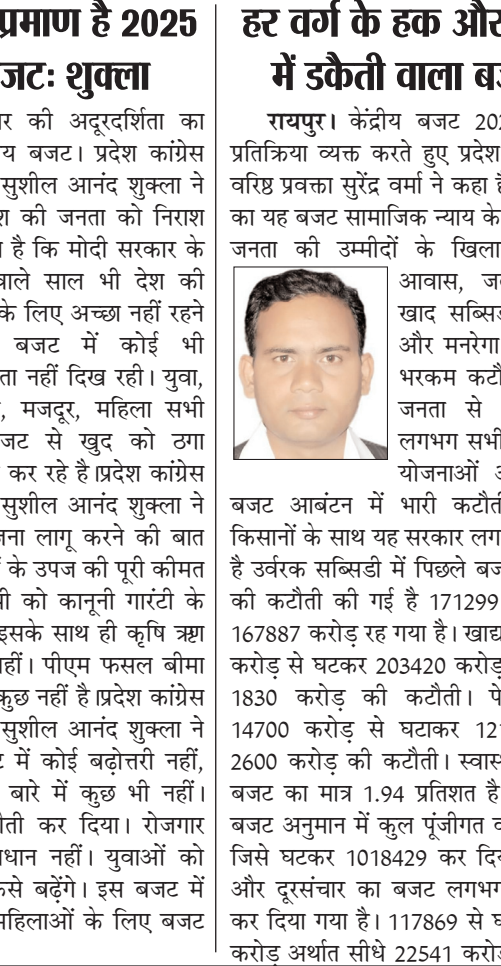 प्रमाण है 2025
जट: शुक्ला
र की अदूरदर्शिता का
य बजट। प्रदेश कांग्रेस
सुशील आनंद शुक्ला ने
श की जनता को निराश
है कि मोदी सरकार के
वाले साल भी देश की
के लिए अच्छा नहीं रहने
बजट में कोई भी
ता नहीं दिख रही। युवा,
, मजदूर, महिला सभी
जट से खुद को ठगा
कर रहे है।प्रदेश कांग्रेस
सुशील आनंद शुक्ला ने
जना लागू करने की बात
के उपज की पूरी कीमत
पी को कानूनी गारंटी के
इसके साथ ही कृषि ऋण
नहीं। पीएम फसल बीमा
कुछ नहीं है।प्रदेश कांग्रेस
सुशील आनंद शुक्ला ने
में कोई बढ़ोत्तरी नहीं,
बारे में कुछ भी नहीं।
ती कर दिया। रोजगार
धान नहीं। युवाओं को
कैसे बढ़ेंगे। इस बजट में
महिलाओं के लिए बजट
हर वर्ग के हक और
में डकैती वाला ब
रायपुर। केंद्रीय बजट 202
प्रतिक्रिया व्यक्त करते हुए प्रदेश
वरिष्ठ प्रवक्ता सुरेंद्र वर्मा ने कहा है
का यह बजट सामाजिक न्याय के
जनता की उम्मीदों के खिला
आवास, ज
खाद सब्सिड
और मनरेगा
भरकम कटौ
जनता से
लगभग सभी
योजनाओं
बजट आबंटन में भारी कटौती
किसानों के साथ यह सरकार लग
है उर्वरक सब्सिडी में पिछले बज
की कटौती की गई है 171299
167887 करोड़ रह गया है। खाद्य
करोड़ से घटकर 203420 करोड़
1830 करोड़ की कटौती। पे
14700 करोड़ से घटाकर 12
2600 करोड़ की कटौती। स्वास
बजट का मात्र 1.94 प्रतिशत है
बजट अनुमान में कुल पूंजीगत व
जिसे घटकर 1018429 कर दि
और दूरसंचार का बजट लगभग
कर दिया गया है। 117869 से घ
करोड़ अर्थात सीधे 22541 करो